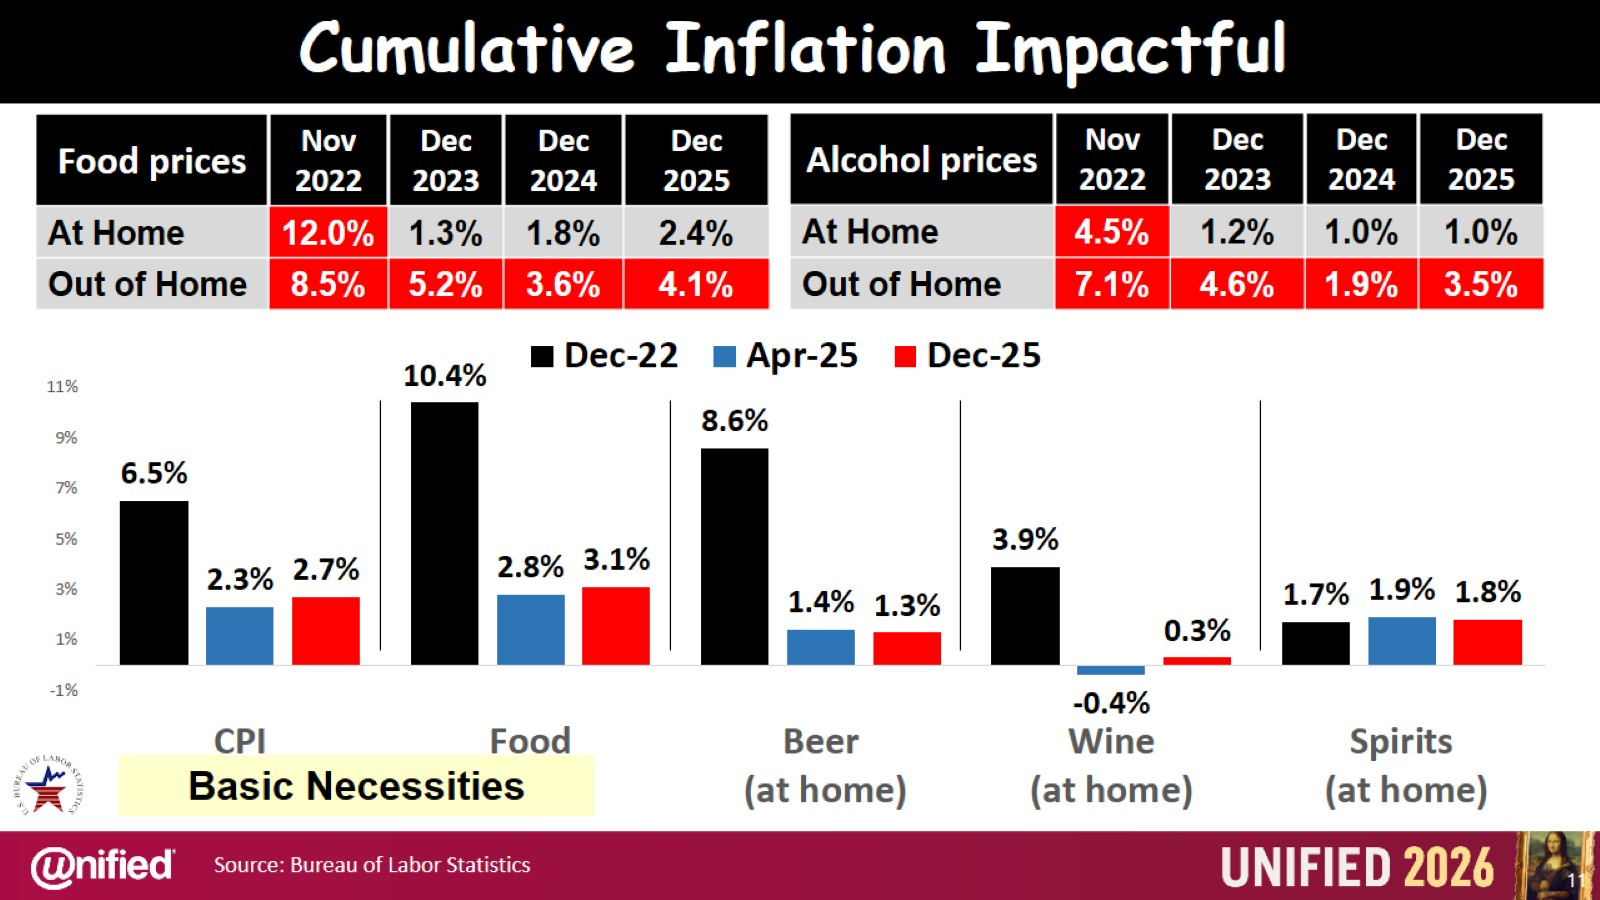 Cumulative Inflation Impactful
Food prices Nov 2022 Dec 2023 Dec 2024 Dec 2025
At Home 12.0% 1.3% 1.8% 2.4%
Out of Home 8.5% 5.2% 3.6% 4.1%
Alcohol prices Nov 2022 Dec 2023 Dec 2024 Dec 2025
At Home 4.5% 1.2% 1.0% 1.0%
Out of Home 7.1% 4.6% 1.9% 3.5%
Dec-22 Apr-25 Dec-25
11%
9%
7%
5%
3%
1%
-1%
6.5% 2.3% 2.7%
10.4% 2.8% 3.1%
8.6% 1.4% 1.3%
3.9% -0.4% 0.3%
1.7% 1.9% 1.8%
CPI
Food
Beer
(at home)
Wine
(at home)
Spirits
(at home)
Basic Necessities
U.S. BUREAU OF LABOR STATISTICS
unified
Source: Bureau of Labor Statistics
UNIFIED 2026
11